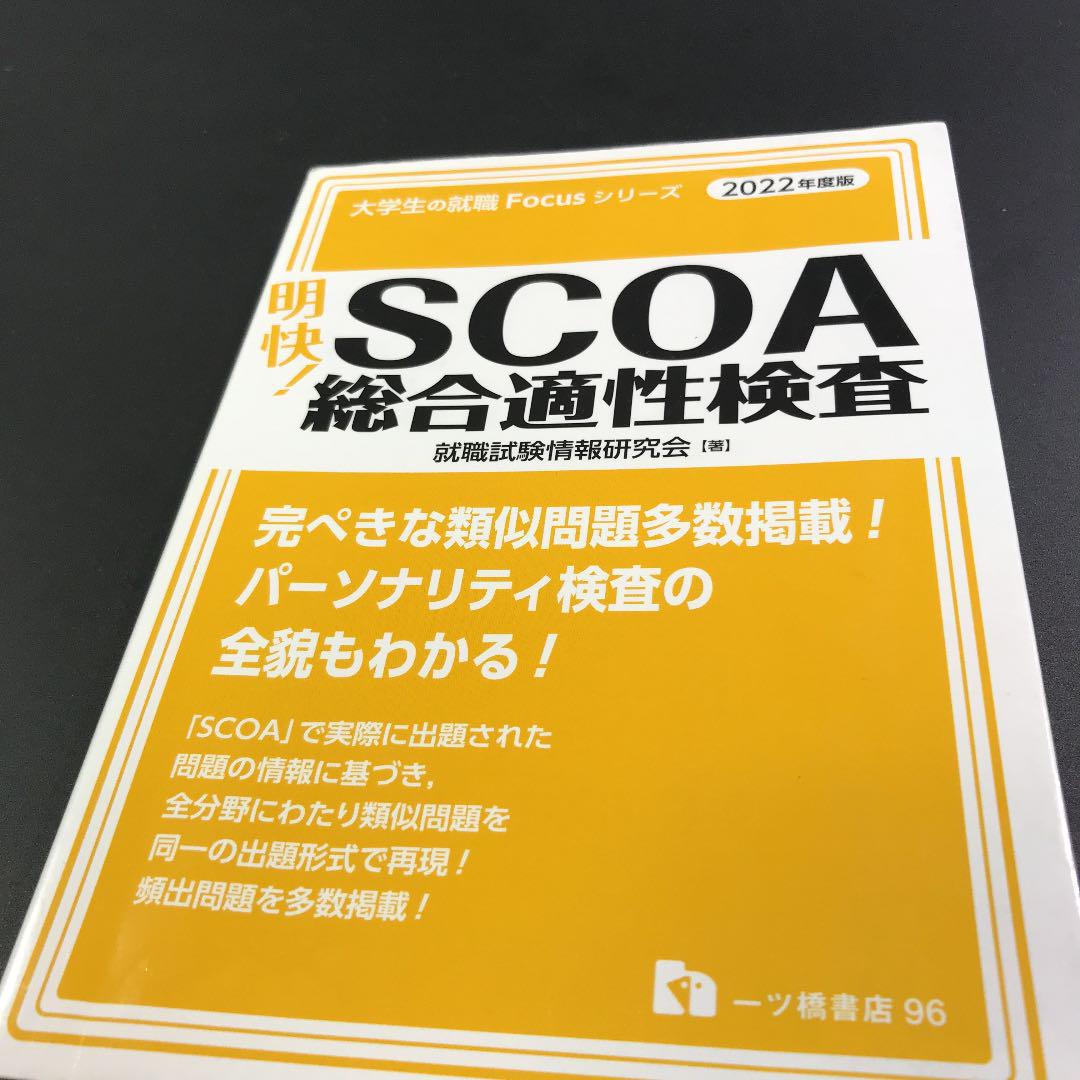 大学生の就職 Focus シリーズ 2022年度版
明快!
SCOA
総合適性検査
就職試験情報研究会【著】
完ぺきな類似問題多数掲載!
パーソナリティ検査の
全貌もわかる!
「SCOA」で実際に出題された
問題の情報に基づき,
全分野にわたり類似問題を
同一の出題形式で再現!
頻出問題を多数掲載!
一ツ橋書店 96